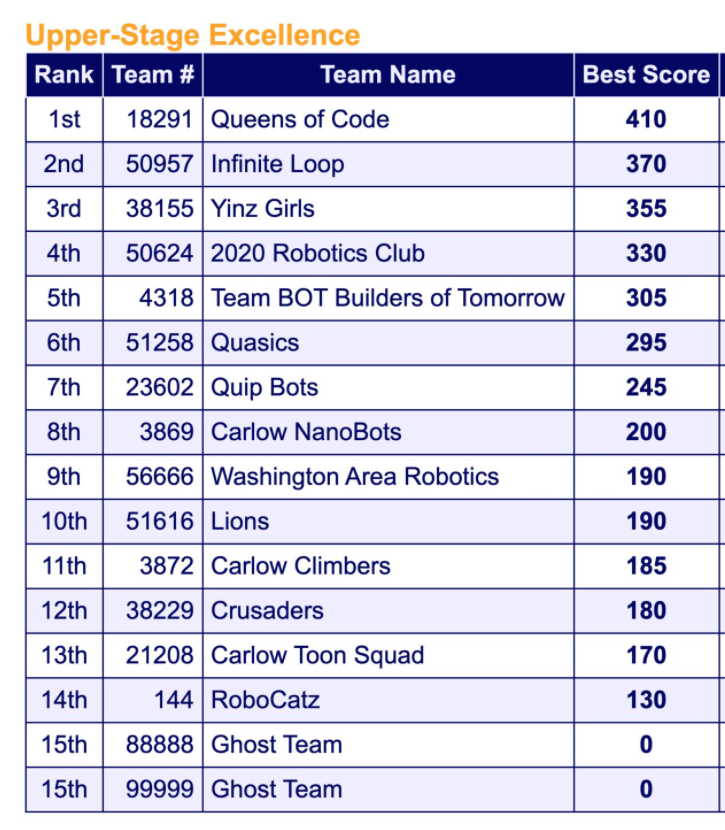 Upper-Stage Excellence
Rank Team # Team Name Best Score
1st 18291 Queens of Code 410
2nd 50957 Infinite Loop 370
3rd 38155 Yinz Girls 355
4th 50624 2020 Robotics Club 330
5th 4318 Team BOT Builders of Tomorrow 305
6th 51258 Quasics 295
7th 23602 Quip Bots 245
8th 3869 Carlow NanoBots 200
9th 56666 Washington Area Robotics 190
10th 51616 Lions 190
11th 3872 Carlow Climbers 185
12th 38229 Crusaders 180
13th 21208 Carlow Toon Squad 170
14th 144 RoboCatz 130
15th 88888 Ghost Team 0
15th 99999 Ghost Team 0